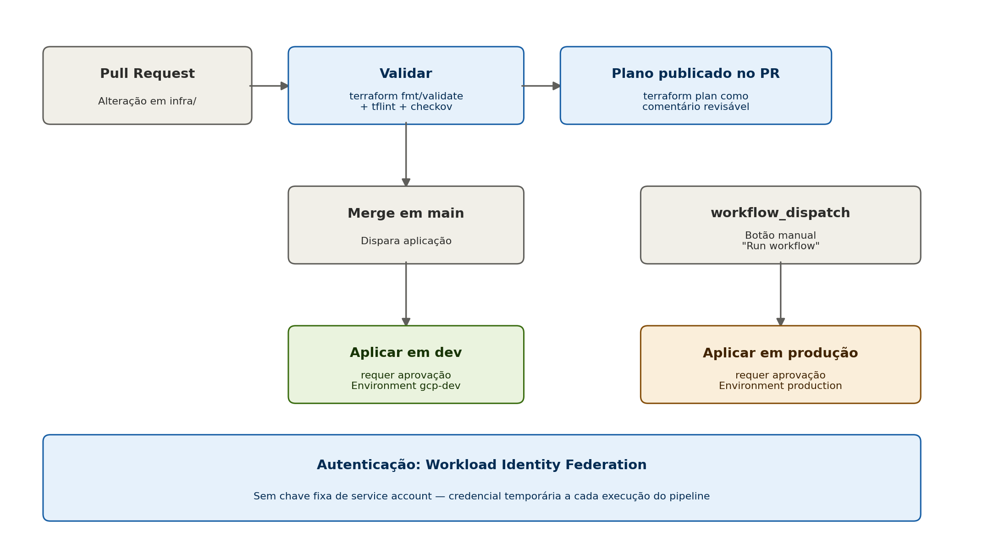 Pull Request
Alteração em infra/
Validar
terraform fmt/validate
+ tflint + checkov
Plano publicado no PR
terraform plan como
comentário revisável
Merge em main
Dispara aplicação
workflow_dispatch
Botão manual
"Run workflow"
Aplicar em dev
requer aprovação
Environment gcp-dev
Aplicar em produção
requer aprovação
Environment production
Autenticação: Workload Identity Federation
Sem chave fixa de service account — credencial temporária a cada execução do pipeline